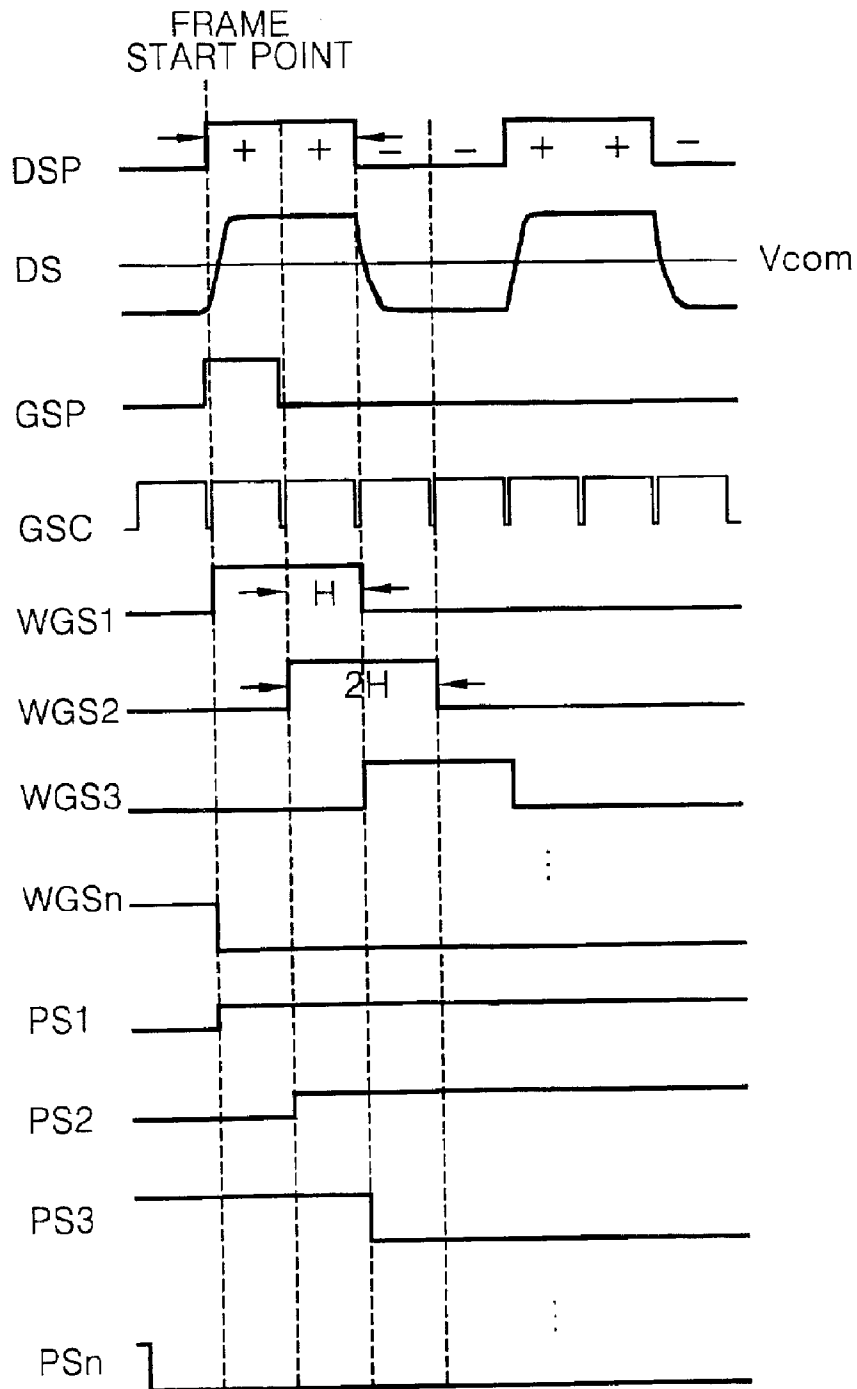 FRAME
START POINT
DSP + + - - + + -
DS Vcom
GSP
GSC
WGS1 H
WGS2 2H
WGS3
WGSn
PS1
PS2
PS3
PSn